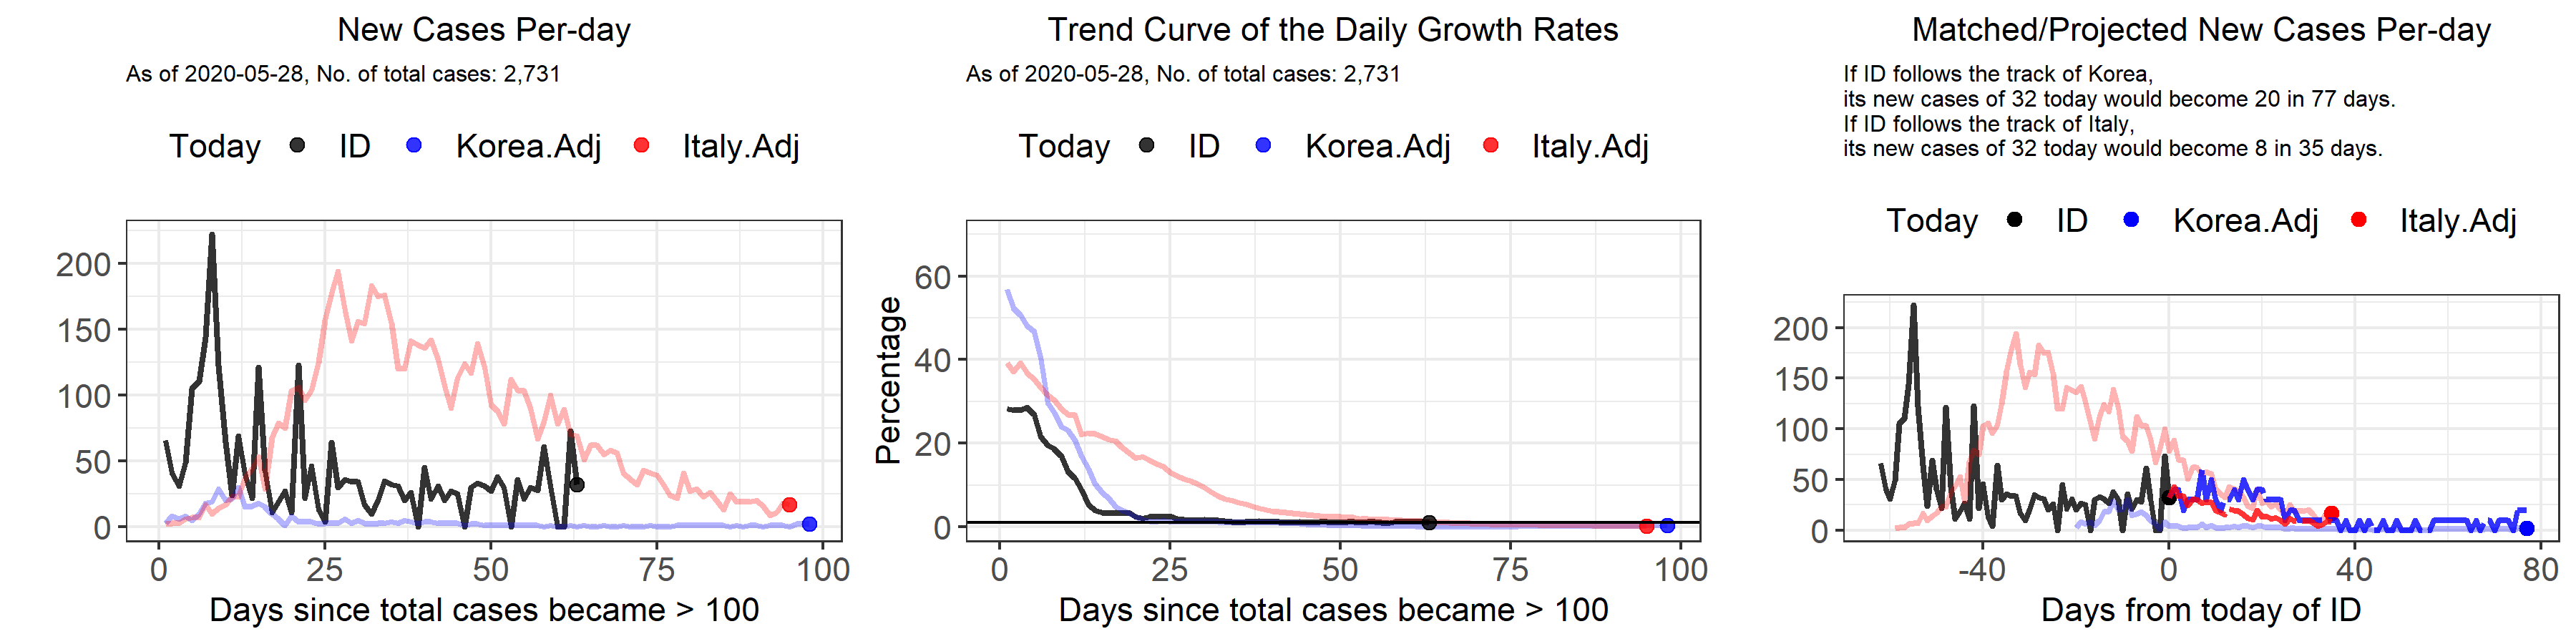 New Cases Per-day
As of 2020-05-28, No. of total cases: 2,731
Today ID Korea.Adj Italy.Adj
200
150
100
50
0
0 25 50 75 100
Days since total cases became > 100
Trend Curve of the Daily Growth Rates
As of 2020-05-28, No. of total cases: 2,731
Today ID Korea.Adj Italy.Adj
Percentage
60
40
20
0
0 25 50 75 100
Days since total cases became > 100
Matched/Projected New Cases Per-day
If ID follows the track of Korea,
its new cases of 32 today would become 20 in 77 days.
If ID follows the track of Italy,
its new cases of 32 today would become 8 in 35 days.
Today ID Korea.Adj Italy.Adj
200
150
100
50
0
-40 0 40 80
Days from today of ID